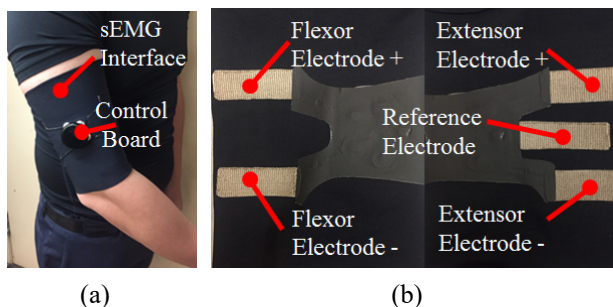 sEMG
Interface
Control
Board
Flexor
Electrode +
Extensor
Electrode +
Reference
Electrode
Flexor
Electrode -
Extensor
Electrode -
(a)
(b)